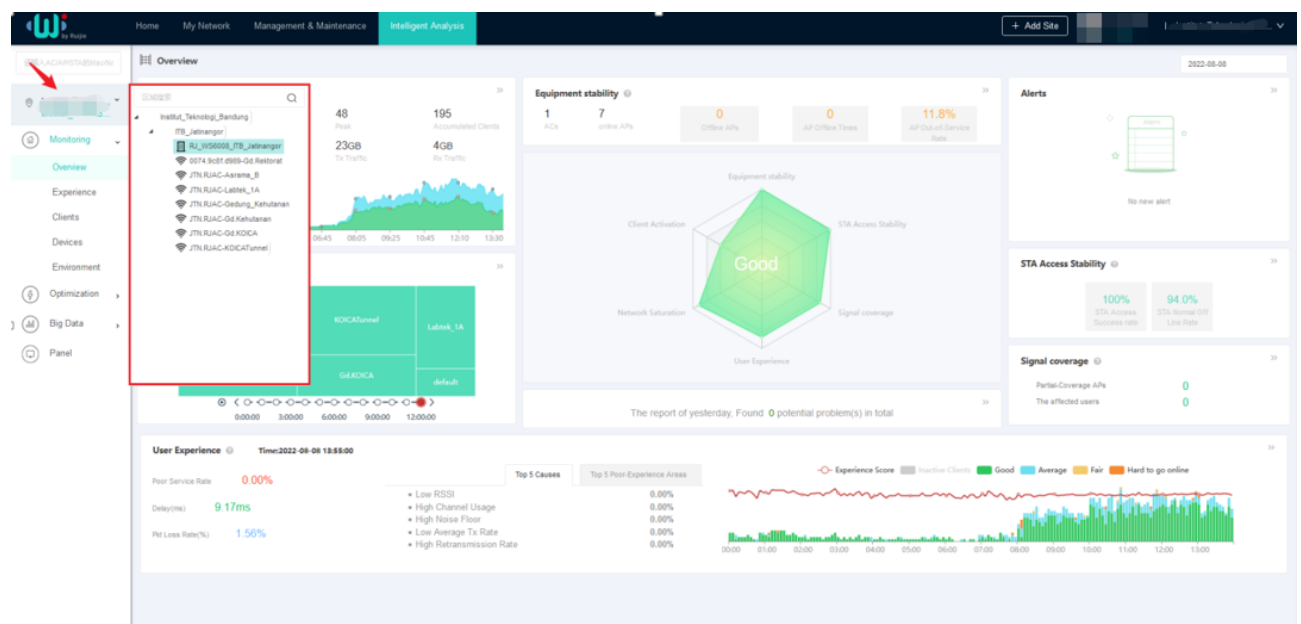 by Ruijie
Home
My Network
Management & Maintenance
Intelligent Analysis
+ Add Site
Overview
2022-08-08
Monitoring
Overview
Experience
Clients
Devices
Environment
Optimization
Big Data
Panel
区域搜索
Institut_Teknologi_Bandung
ITB_Jatinangor
RJ_WS6008_ITB_Jatinangor
0074.9c8f.d989-Gd.Rektorat
JTN.RJAC-Asrama_B
JTN.RJAC-Labtek_1A
JTN.RJAC-Gedung_Kehutanan
JTN.RJAC-Gd.Kehutanan
JTN.RJAC-Gd.KOICA
JTN.RJAC-KOICATunnel
48
Peak
195
Accumulated Clients
23GB
Tx Traffic
4GB
Rx Traffic
06:45 08:05 09:25 10:45 12:10 13:30
KOICATunnel
Labtek_1A
Gd.KOICA
default
0:00:00 3:00:00 6:00:00 9:00:00 12:00:00
Equipment stability
1
ACs
7
online APs
0
Offline APs
0
AP Offline Times
11.8%
AP Out-of-Service
Rate
Equipment stability
Client Activation
STA Access Stability
Good
Network Saturation
Signal coverage
User Experience
The report of yesterday, Found 0 potential problem(s) in total
Alerts
No new alert
STA Access Stability
100%
STA Access
Success rate
94.0%
STA Normal Off
Line Rate
Signal coverage
Partial-Coverage APs 0
The affected users 0
User Experience
Time:2022-08-08 13:55:00
Poor Service Rate 0.00%
Delay(ms) 9.17ms
Pkt Loss Rate(%) 1.56%
Top 5 Causes
Top 5 Poor-Experience Areas
Low RSSI 0.00%
High Channel Usage 0.00%
High Noise Floor 0.00%
Low Average Tx Rate 0.00%
High Retransmission Rate 0.00%
Experience Score Inactive Clients Good Average Fair Hard to go online
00:00 01:00 02:00 03:00 04:00 05:00 06:00 07:00 08:00 09:00 10:00 11:00 12:00 13:00